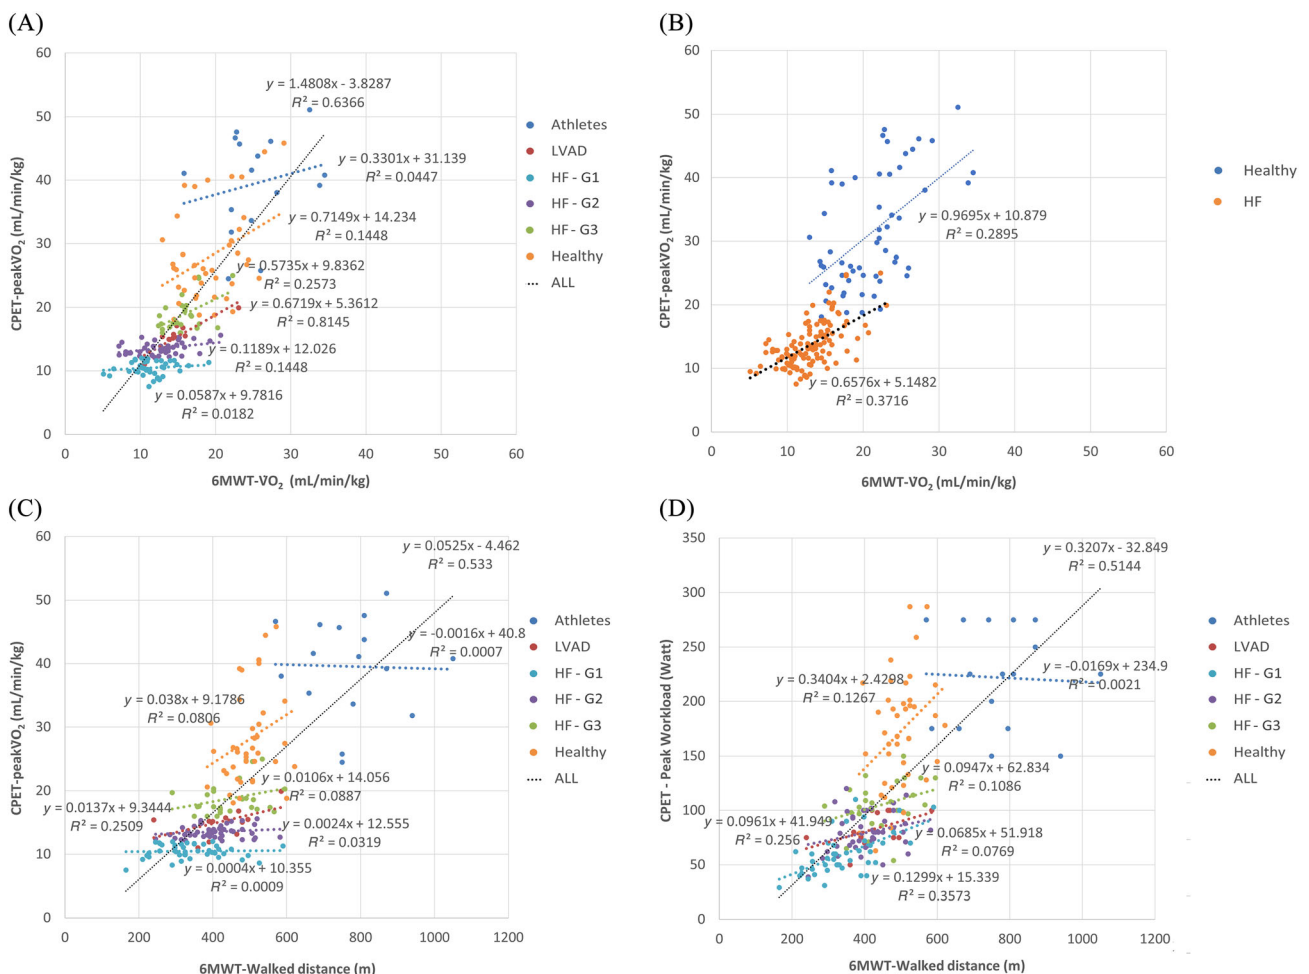 (A)
60
50
40
30
20
10
0
0 10 20 30 40 50 60
CPET-peakV̇O2 (mL/min/kg)
6MWT-V̇O2 (mL/min/kg)
y = 1.4808x - 3.8287
R² = 0.6366
y = 0.3301x + 31.139
R² = 0.0447
y = 0.7149x + 14.234
R² = 0.1448
y = 0.5735x + 9.8362
R² = 0.2573
y = 0.6719x + 5.3612
R² = 0.8145
y = 0.1189x + 12.026
R² = 0.1448
y = 0.0587x + 9.7816
R² = 0.0182
Athletes
LVAD
HF - G1
HF - G2
HF - G3
Healthy
ALL
(B)
60
50
40
30
20
10
0
0 10 20 30 40 50 60
CPET-peakV̇O2 (mL/min/kg)
6MWT-V̇O2 (mL/min/kg)
y = 0.9695x + 10.879
R² = 0.2895
y = 0.6576x + 5.1482
R² = 0.3716
Healthy
HF
(C)
60
50
40
30
20
10
0
0 200 400 600 800 1000 1200
CPET-peakV̇O2 (mL/min/kg)
6MWT-Walked distance (m)
y = 0.0525x - 4.462
R² = 0.533
y = -0.0016x + 40.8
R² = 0.0007
y = 0.038x + 9.1786
R² = 0.0806
y = 0.0106x + 14.056
R² = 0.0887
y = 0.0137x + 9.3444
R² = 0.2509
y = 0.0024x + 12.555
R² = 0.0319
y = 0.0004x + 10.355
R² = 0.0009
Athletes
LVAD
HF - G1
HF - G2
HF - G3
Healthy
ALL
(D)
350
300
250
200
150
100
50
0
0 200 400 600 800 1000 1200
CPET - Peak Workload (Watt)
6MWT-Walked distance (m)
y = 0.3207x - 32.849
R² = 0.5144
y = -0.0169x + 234.9
R² = 0.0021
y = 0.3404x + 2.4298
R² = 0.1267
y = 0.0947x + 62.834
R² = 0.1086
y = 0.0961x + 41.949
R² = 0.256
y = 0.0685x + 51.918
R² = 0.0769
y = 0.1299x + 15.339
R² = 0.3573
Athletes
LVAD
HF - G1
HF - G2
HF - G3
Healthy
ALL